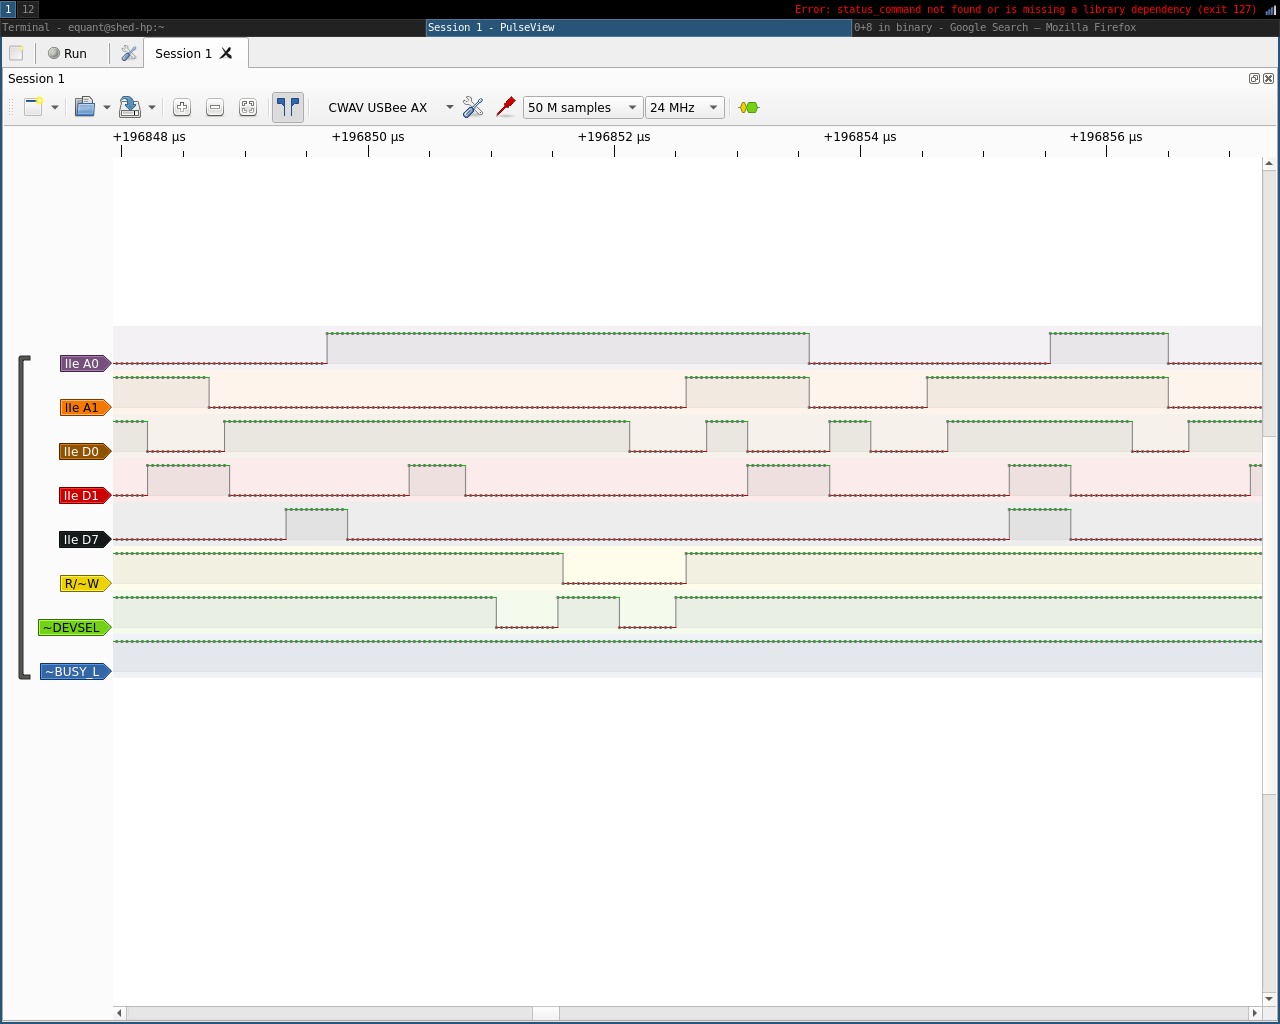 1 12 Error: status_command not found or is missing a library dependency (exit 127)
Terminal - equant@shed-hp:~ Session 1 - PulseView 0+8 in binary - Google Search — Mozilla Firefox
Run Session 1
Session 1
CWAV USBee AX 50 M samples 24 MHz
+196848 µs +196850 µs +196852 µs +196854 µs +196856 µs
IIe A0
IIe A1
IIe D0
IIe D1
IIe D7
R/~W
~DEVSEL
~BUSY_L